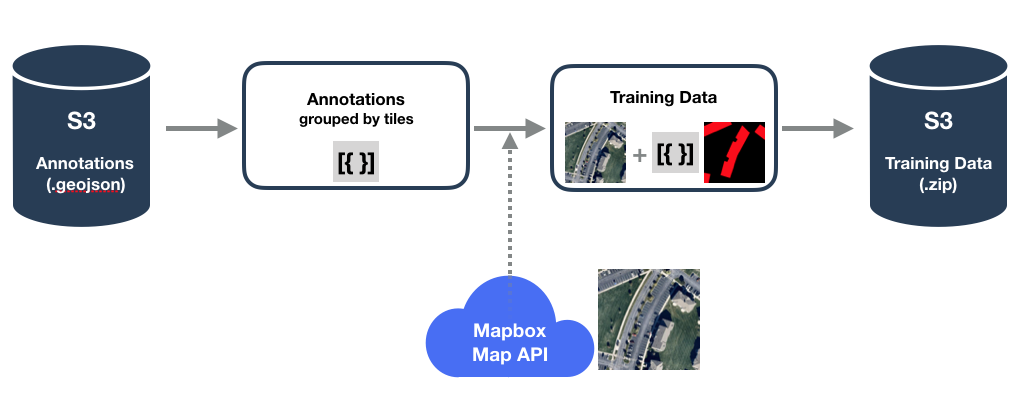 S3
Annotations
(.geojson)
Annotations
grouped by tiles
[{ }]
Training Data
+
[{ }]
S3
Training Data
(.zip)
Mapbox
Map API